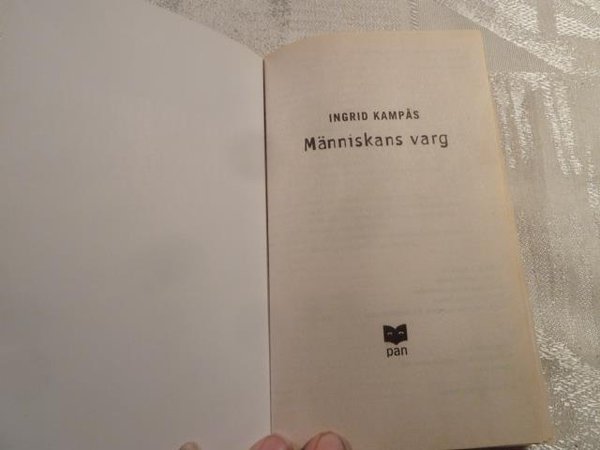 INGRID KAMPÅS
Människans varg
pan